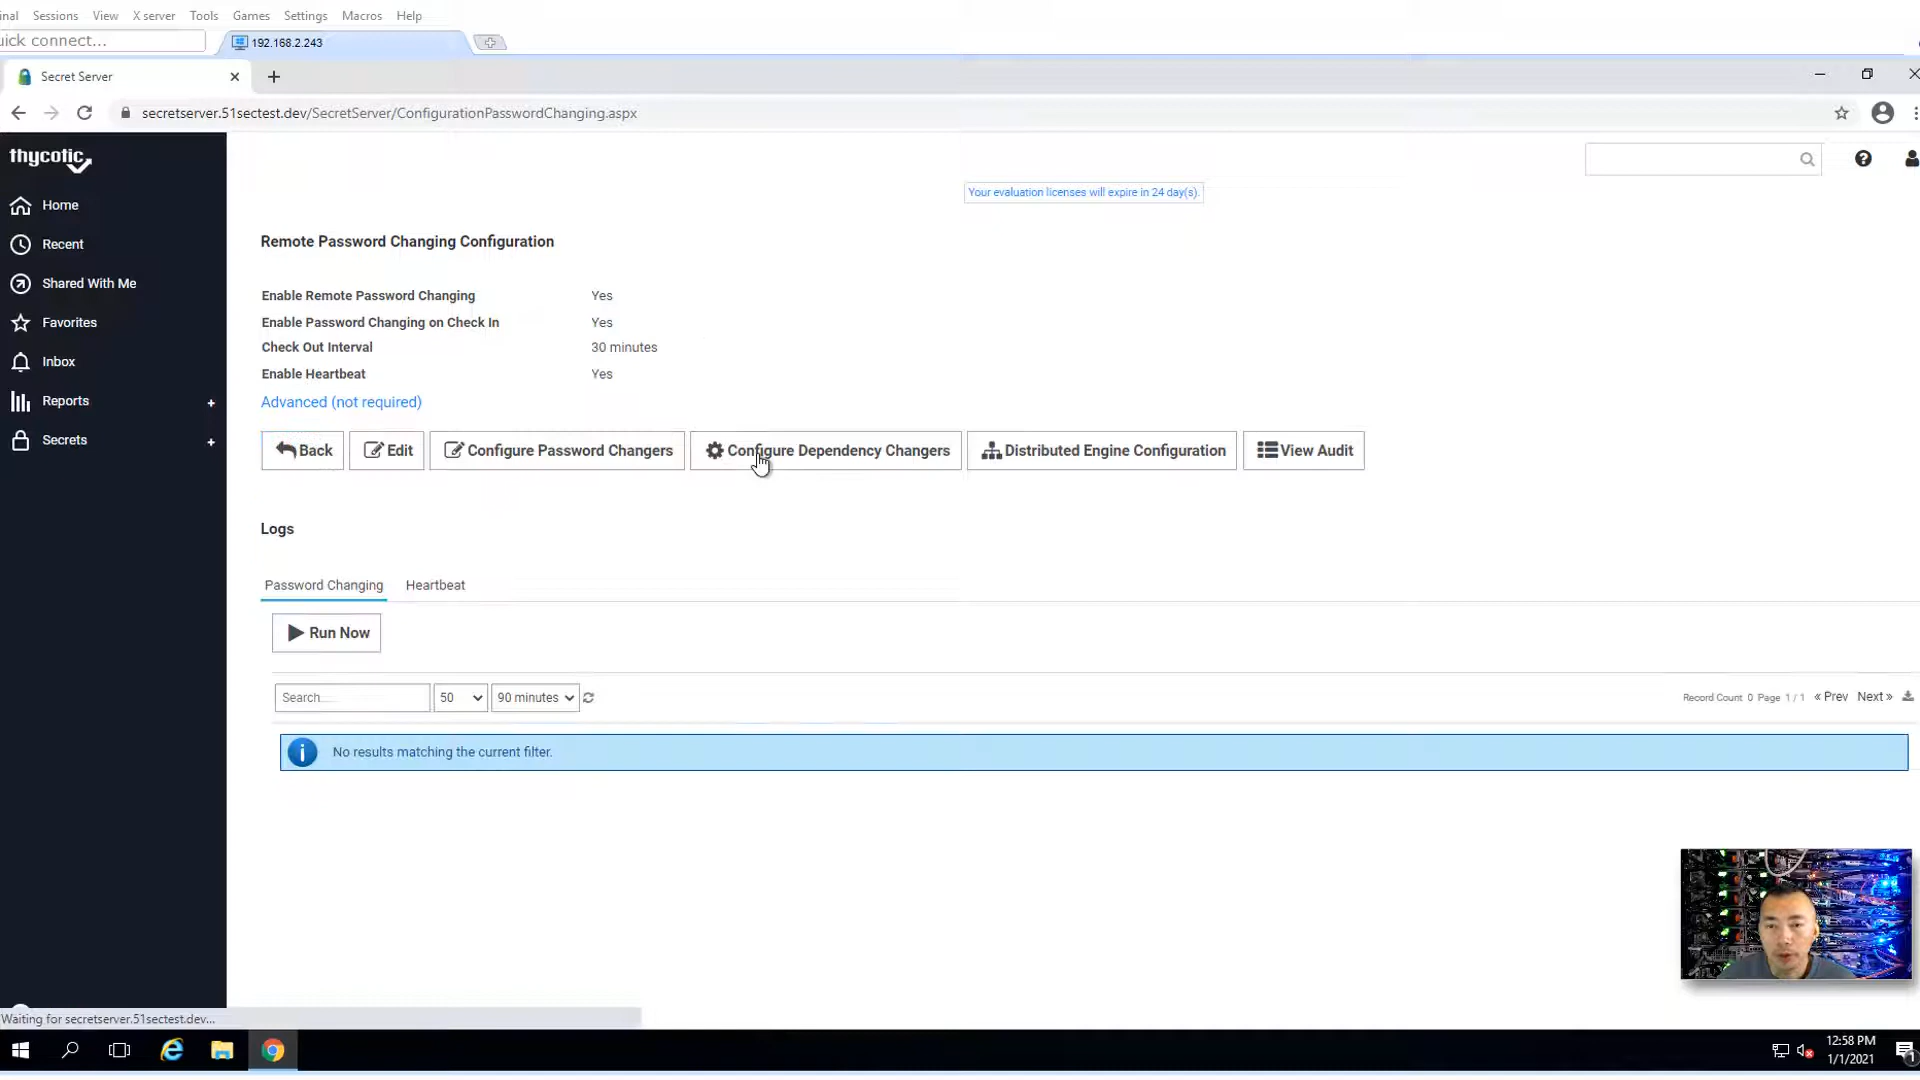 inal Sessions View X server Tools Games Settings Macros Help
uick connect... 192.168.2.243
Secret Server
secretserver.51sectest.dev/SecretServer/ConfigurationPasswordChanging.aspx
thycotic
Your evaluation licenses will expire in 24 day(s).
Home
Recent
Shared With Me
Favorites
Inbox
Reports +
Secrets +
Remote Password Changing Configuration
Enable Remote Password Changing Yes
Enable Password Changing on Check In Yes
Check Out Interval 30 minutes
Enable Heartbeat Yes
Advanced (not required)
Back Edit Configure Password Changers Configure Dependency Changers Distributed Engine Configuration View Audit
Logs
Password Changing Heartbeat
Run Now
Search... 50 90 minutes Record Count 0 Page 1 / 1 « Prev Next »
No results matching the current filter.
Waiting for secretserver.51sectest.dev...
12:58 PM
1/1/2021
1